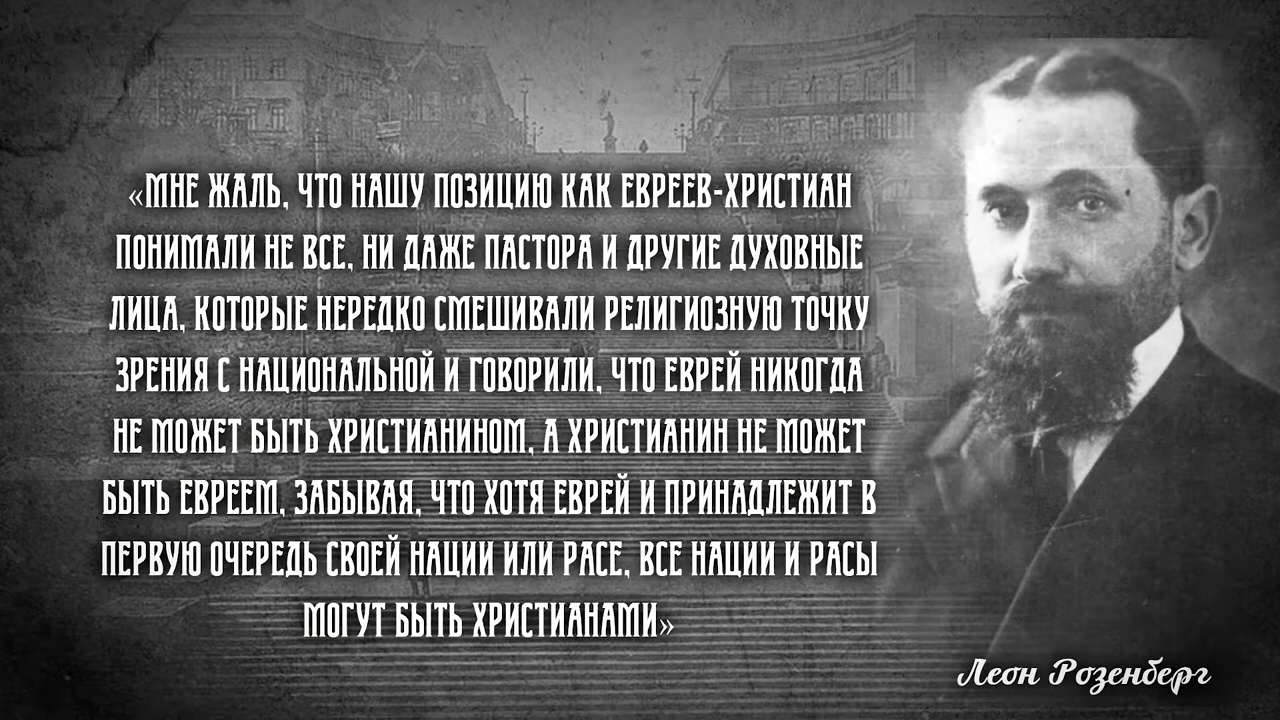 «МНЕ ЖАЛЬ, ЧТО НАШУ ПОЗИЦИЮ КАК ЕВРЕЕВ-ХРИСТИАН
ПОНИМАЛИ НЕ ВСЕ, НИ ДАЖЕ ПАСТОРА И ДРУГИЕ ДУХОВНЫЕ
ЛИЦА, КОТОРЫЕ НЕРЕДКО СМЕШИВАЛИ РЕЛИГИОЗНУЮ ТОЧКУ
ЗРЕНИЯ С НАЦИОНАЛЬНОЙ И ГОВОРИЛИ, ЧТО ЕВРЕЙ НИКОГДА
НЕ МОЖЕТ БЫТЬ ХРИСТИАНИНОМ, А ХРИСТИАНИН НЕ МОЖЕТ
БЫТЬ ЕВРЕЕМ, ЗАБЫВАЯ, ЧТО ХОТЯ ЕВРЕЙ И ПРИНАДЛЕЖИТ В
ПЕРВУЮ ОЧЕРЕДЬ СВОЕЙ НАЦИИ ИЛИ РАСЕ, ВСЕ НАЦИИ И РАСЫ
МОГУТ БЫТЬ ХРИСТИАНАМИ»
Леон Розенберг